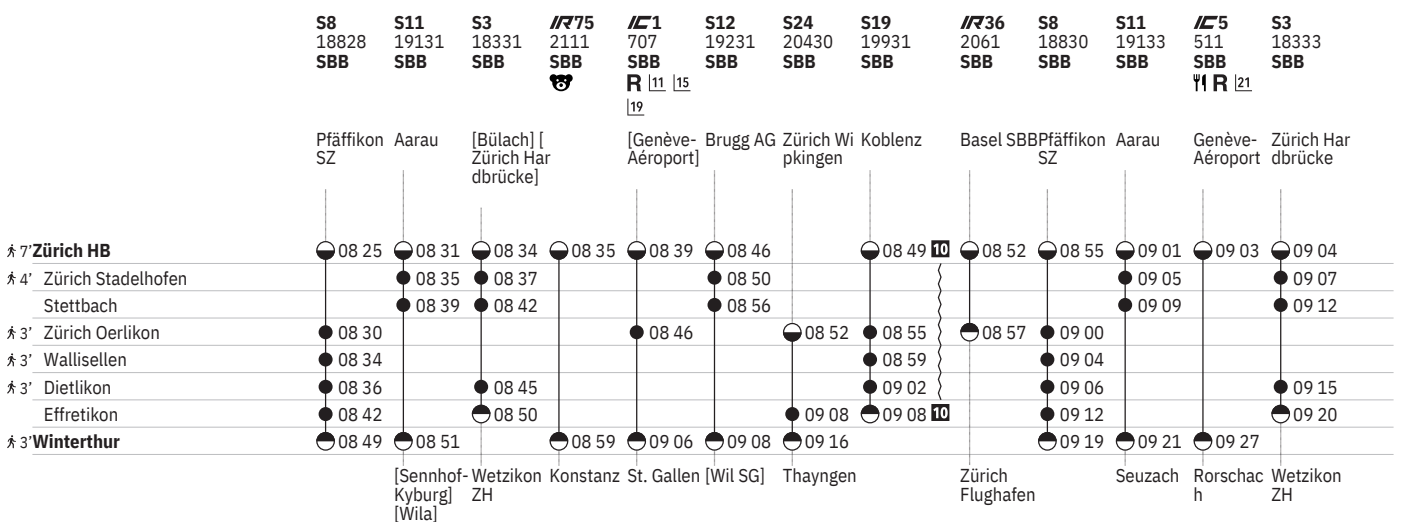 S8 S11 S3 IR75 IC1 S12 S24 S19 IR36 S8 S11 IC5 S3
18828 19131 18331 2111 707 19231 20430 19931 2061 18830 19133 511 18333
SBB SBB SBB SBB SBB SBB SBB SBB SBB SBB SBB SBB SBB
R 11 15 R 21
19
Pfäffikon Aarau [Bülach] [ [Genève- Brugg AG Zürich Wi Koblenz Basel SBB Pfäffikon Aarau Genève- Zürich Har
SZ Zürich Har Aéroport] pkingen SZ Aéroport dbrücke
dbrücke]
7' Zürich HB 08 25 08 31 08 34 08 35 08 39 08 46 08 49 10 08 52 08 55 09 01 09 03 09 04
4' Zürich Stadelhofen 08 35 08 37 08 50 09 05 09 07
Stettbach 08 39 08 42 08 56 09 09 09 12
3' Zürich Oerlikon 08 30 08 46 08 52 08 55 08 57 09 00
3' Wallisellen 08 34 08 59 09 04
3' Dietlikon 08 36 08 45 09 02 09 06 09 15
Effretikon 08 42 08 50 09 08 09 08 10 09 12 09 20
3' Winterthur 08 49 08 51 08 59 09 06 09 08 09 16 09 19 09 21 09 27
[Sennhof- Wetzikon Konstanz St. Gallen [Wil SG] Thayngen Zürich Seuzach Rorschac Wetzikon
Kyburg] ZH Flughafen h ZH
[Wila]